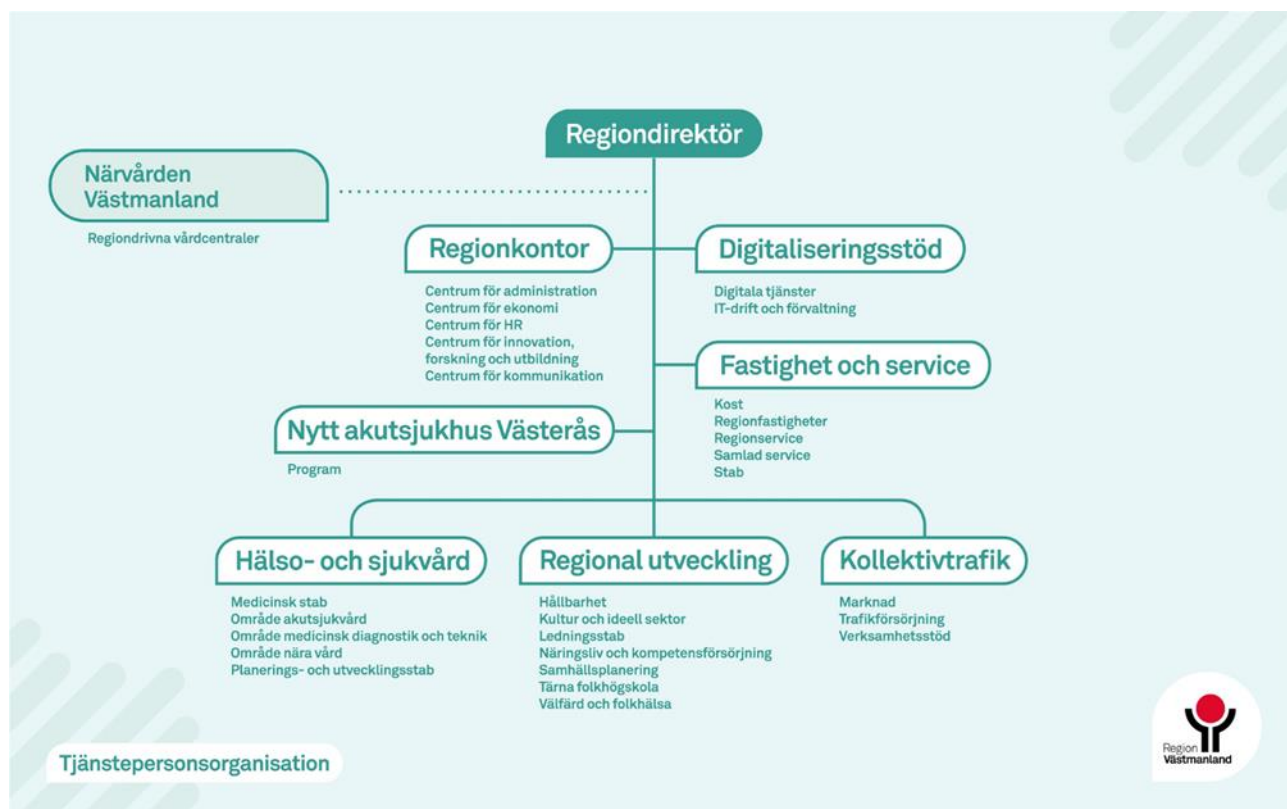 Regiondirektör
Närvården
Västmanland
Regiondrivna vårdcentraler
Regionkontor
Centrum för administration
Centrum för ekonomi
Centrum för HR
Centrum för innovation,
forskning och utbildning
Centrum för kommunikation
Digitaliseringsstöd
Digitala tjänster
IT-drift och förvaltning
Fastighet och service
Kost
Regionfastigheter
Regionservice
Samlad service
Stab
Nytt akutsjukhus Västerås
Program
Hälso- och sjukvård
Medicinsk stab
Område akutsjukvård
Område medicinsk diagnostik och teknik
Område nära vård
Planerings- och utvecklingsstab
Regional utveckling
Hållbarhet
Kultur och ideell sektor
Ledningsstab
Näringsliv och kompetensförsörjning
Samhällsplanering
Tärna folkhögskola
Välfärd och folkhälsa
Kollektivtrafik
Marknad
Trafikförsörjning
Verksamhetsstöd
Tjänstepersonsorganisation
Region
Västmanland